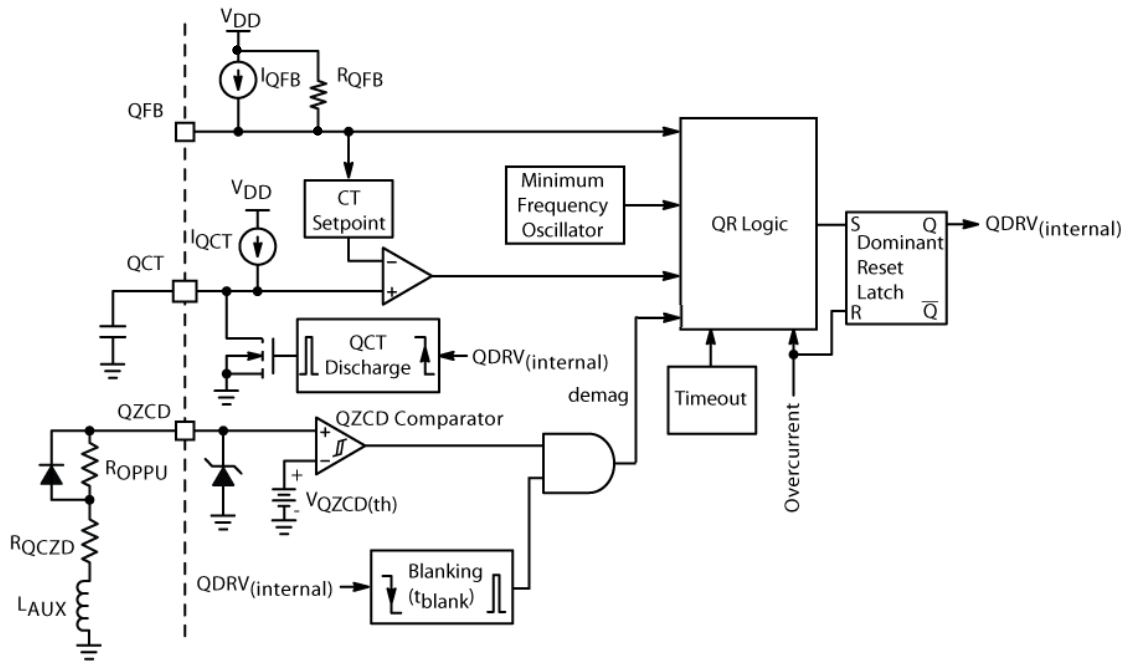 VDD
IQFB
RQFB
QFB
VDD
CT
Setpoint
Minimum
Frequency
Oscillator
QR Logic
S
Q
QDRV(internal)
Dominant
Reset
Latch
R
Q
IQCT
QCT
-
+
QCT
Discharge
QDRV(internal)
demag
Timeout
Overcurrent
QZCD
QZCD Comparator
+
-
ROPPU
+
VQZCD(th)
-
RQCZD
QDRV(internal)
Blanking
(tblank)
LAUX